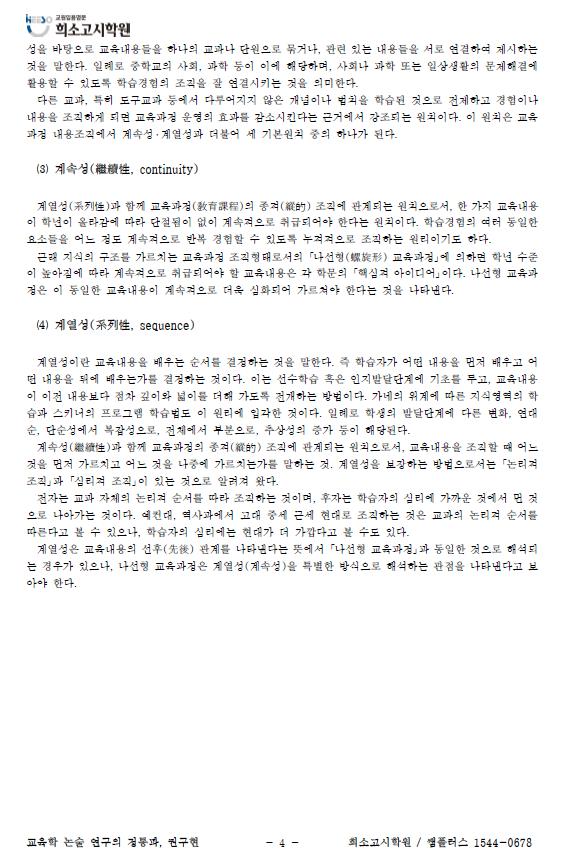 HEESO 교원임용명문
희소고시학원
성을 바탕으로 교육내용들을 하나의 교과나 단원으로 묶거나, 관련 있는 내용들을 서로 연결하여 제시하는
것을 말한다. 일례로 중학교의 사회, 과학 등이 이에 해당하며, 사회나 과학 또는 일상생활의 문제해결에
활용할 수 있도록 학습경험의 조직을 잘 연결시키는 것을 의미한다.
다른 교과, 특히 도구교과 등에서 다루어지지 않은 개념이나 법칙을 학습된 것으로 전제하고 경험이나
내용을 조직하게 되면 교육과정 운영의 효과를 감소시킨다는 근거에서 강조되는 원칙이다. 이 원칙은 교육
과정 내용조직에서 계속성·계열성과 더불어 세 기본원칙 중의 하나가 된다.
(3) 계속성(繼續性, continuity)
계열성(系列性)과 함께 교육과정(敎育課程)의 종적(縱的) 조직에 관계되는 원칙으로서, 한 가지 교육내용
이 학년이 올라감에 따라 단절됨이 없이 계속적으로 취급되어야 한다는 원칙이다. 학습경험의 여러 동일한
요소들을 어느 정도 계속적으로 반복 경험할 수 있도록 누적적으로 조직하는 원리이기도 하다.
근래 지식의 구조를 가르치는 교육과정 조직형태로서의 「나선형(螺旋形) 교육과정」에 의하면 학년 수준
이 높아짐에 따라 계속적으로 취급되어야 할 교육내용은 각 학문의 「핵심적 아이디어」이다. 나선형 교육과
정은 이 동일한 교육내용이 계속적으로 더욱 심화되어 가르쳐야 한다는 것을 나타낸다.
(4) 계열성(系列性, sequence)
계열성이란 교육내용을 배우는 순서를 결정하는 것을 말한다. 즉 학습자가 어떤 내용을 먼저 배우고 어
떤 내용을 뒤에 배우는가를 결정하는 것이다. 이는 선수학습 혹은 인지발달단계에 기초를 두고, 교육내용
이 이전 내용보다 점차 깊이와 넓이를 더해 가도록 전개하는 방법이다. 가네의 위계에 따른 지식영역의 학
습과 스키너의 프로그램 학습법도 이 원리에 입각한 것이다. 일례로 학생의 발달단계에 다른 변화, 연대
순, 단순성에서 복잡성으로, 전체에서 부분으로, 추상성의 증가 등이 해당된다.
계속성(繼續性)과 함께 교육과정의 종적(縱的) 조직에 관계되는 원칙으로서, 교육내용을 조직할 때 어느
것을 먼저 가르치고 어느 것을 나중에 가르치는가를 말하는 것. 계열성을 보장하는 방법으로서는 「논리적
조직」과 「심리적 조직」이 있는 것으로 알려져 왔다.
전자는 교과 자체의 논리적 순서를 따라 조직하는 것이며, 후자는 학습자의 심리에 가까운 것에서 먼 것
으로 나아가는 것이다. 예컨대, 역사과에서 고대 중세 근세 현대로 조직하는 것은 교과의 논리적 순서를
따른다고 볼 수 있으나, 학습자의 심리에는 현대가 더 가깝다고 볼 수도 있다.
계열성은 교육내용의 선후(先後) 관계를 나타낸다는 뜻에서 「나선형 교육과정」과 동일한 것으로 해석되
는 경우가 있으나, 나선형 교육과정은 계열성(계속성)을 특별한 방식으로 해석하는 관점을 나타낸다고 보
아야 한다.
교육학 논술 연구의 정통파, 권구현 - 4 - 희소고시학원 / 캠플러스 1544-0678